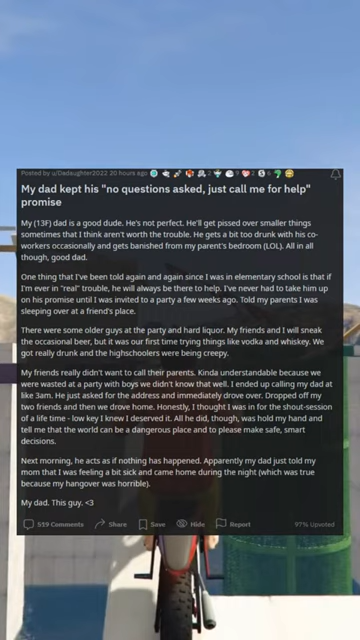 Posted by u/Dadaughter2022 20 hours ago
My dad kept his "no questions asked, just call me for help"
promise
My (13F) dad is a good dude. He's not perfect. He'll get pissed over smaller things
sometimes that I think aren't worth the trouble. He gets a bit too drunk with his co-
workers occasionally and gets banished from my parent's bedroom (LOL). All in all
though, good dad.
One thing that I've been told again and again since I was in elementary school is that if
I'm ever in "real" trouble, he will always be there to help. I've never had to take him up
on his promise until I was invited to a party a few weeks ago. Told my parents I was
sleeping over at a friend's place.
There were some older guys at the party and hard liquor. My friends and I will sneak
the occasional beer, but it was our first time trying things like vodka and whiskey. We
got really drunk and the highschoolers were being creepy.
My friends really didn't want to call their parents. Kinda understandable because we
were wasted at a party with boys we didn't know that well. I ended up calling my dad at
like 3am. He just asked for the address and immediately drove over. Dropped off my
two friends and then we drove home. Honestly, I thought I was in for the shout-session
of a life time - low key I knew I deserved it. All he did, though, was hold my hand and
tell me that the world can be a dangerous place and to please make safe, smart
decisions.
Next morning, he acts as if nothing has happened. Apparently my dad just told my
mom that I was feeling a bit sick and came home during the night (which was true
because my hangover was horrible).
My dad. This guy. <3
559 Comments Share Save Hide Report 97% Upvoted